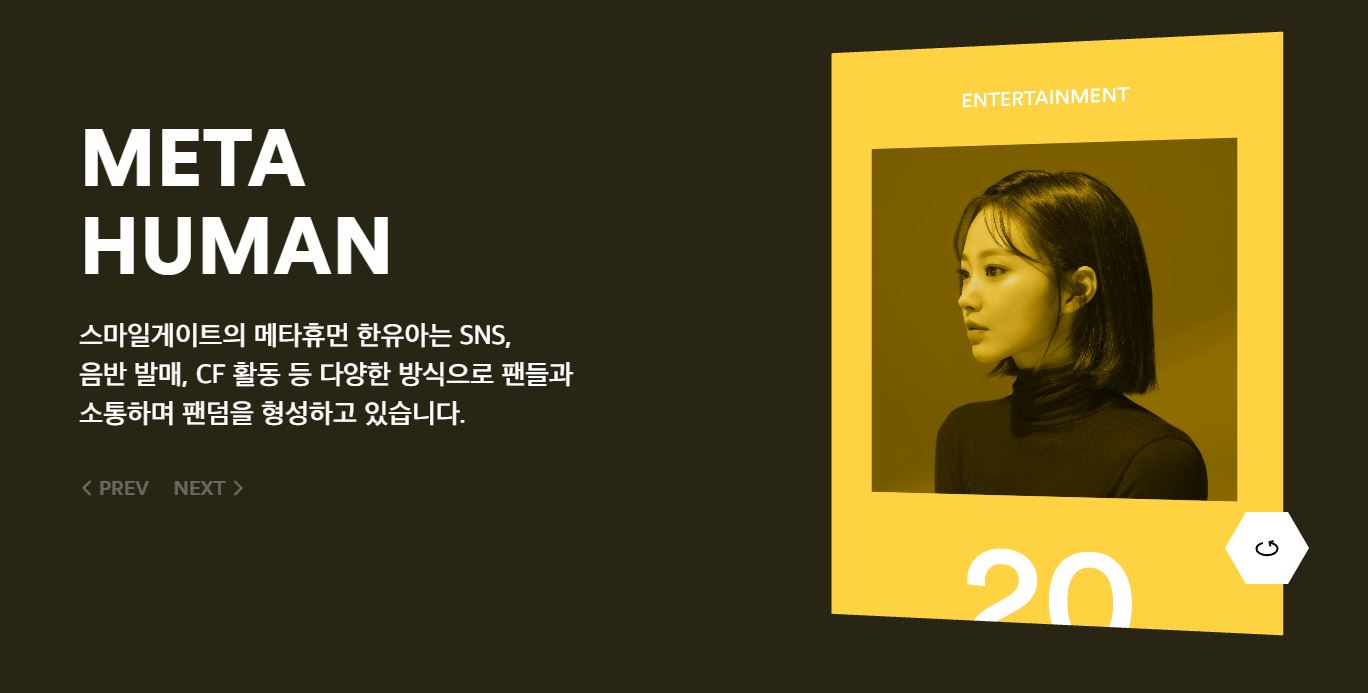 META
HUMAN
스마일게이트의 메타휴먼 한유아는 SNS,
음반 발매, CF 활동 등 다양한 방식으로 팬들과
소통하며 팬덤을 형성하고 있습니다.
PREV NEXT
ENTERTAINMENT
20